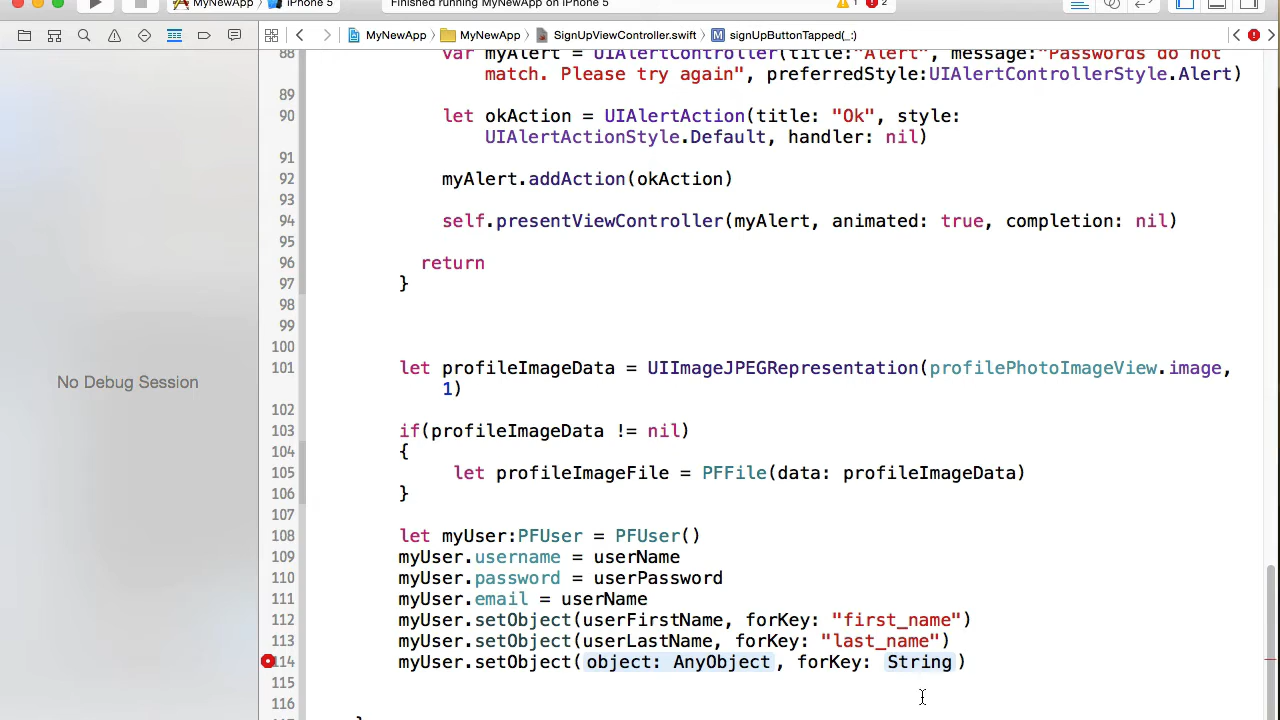 MyNewApp iPhone 5 Finished running MyNewApp on iPhone 5 1 2
MyNewApp MyNewApp SignUpViewController.swift M signUpButtonTapped(_:)
88 var myAlert = UIAlertController(title:"Alert", message:"Passwords do not
match. Please try again", preferredStyle:UIAlertControllerStyle.Alert)
89
90 let okAction = UIAlertAction(title: "Ok", style:
UIAlertActionStyle.Default, handler: nil)
91
92 myAlert.addAction(okAction)
93
94 self.presentViewController(myAlert, animated: true, completion: nil)
95
96 return
97 }
98
99
100
101 let profileImageData = UIImageJPEGRepresentation(profilePhotoImageView.image,
1)
102
103 if(profileImageData != nil)
104 {
105 let profileImageFile = PFFile(data: profileImageData)
106 }
107
108 let myUser:PFUser = PFUser()
109 myUser.username = userName
110 myUser.password = userPassword
111 myUser.email = userName
112 myUser.setObject(userFirstName, forKey: "first_name")
113 myUser.setObject(userLastName, forKey: "last_name")
114 myUser.setObject(object: AnyObject, forKey: String)
115
116
No Debug Session